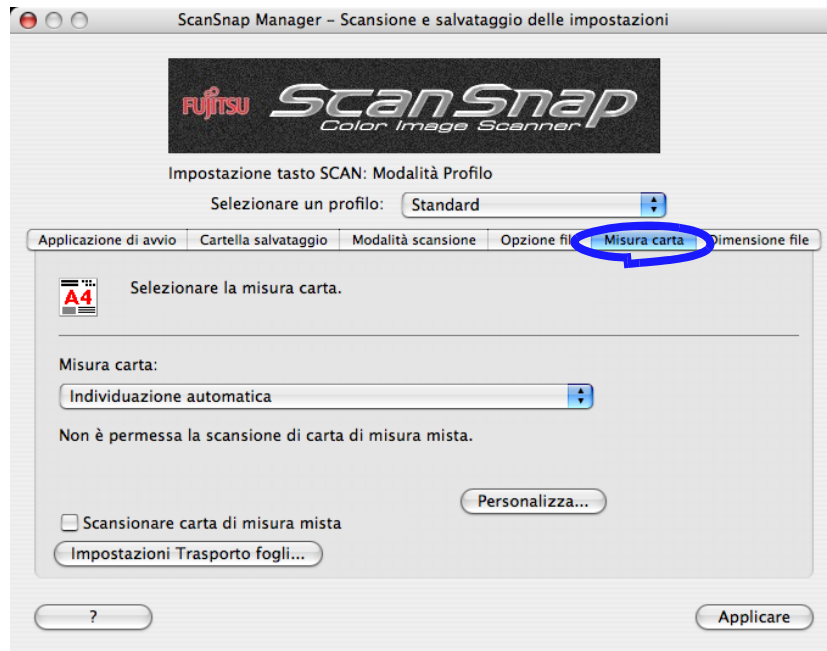 ScanSnap Manager – Scansione e salvataggio delle impostazioni
FUJITSU ScanSnap
Color Image Scanner
Impostazione tasto SCAN: Modalità Profilo
Selezionare un profilo: Standard
Applicazione di avvio Cartella salvataggio Modalità scansione Opzione fil Misura carta Dimensione file
A4 Selezionare la misura carta.
Misura carta:
Individuazione automatica
Non è permessa la scansione di carta di misura mista.
Personalizza...
Scansionare carta di misura mista
Impostazioni Trasporto fogli...
? Applicare